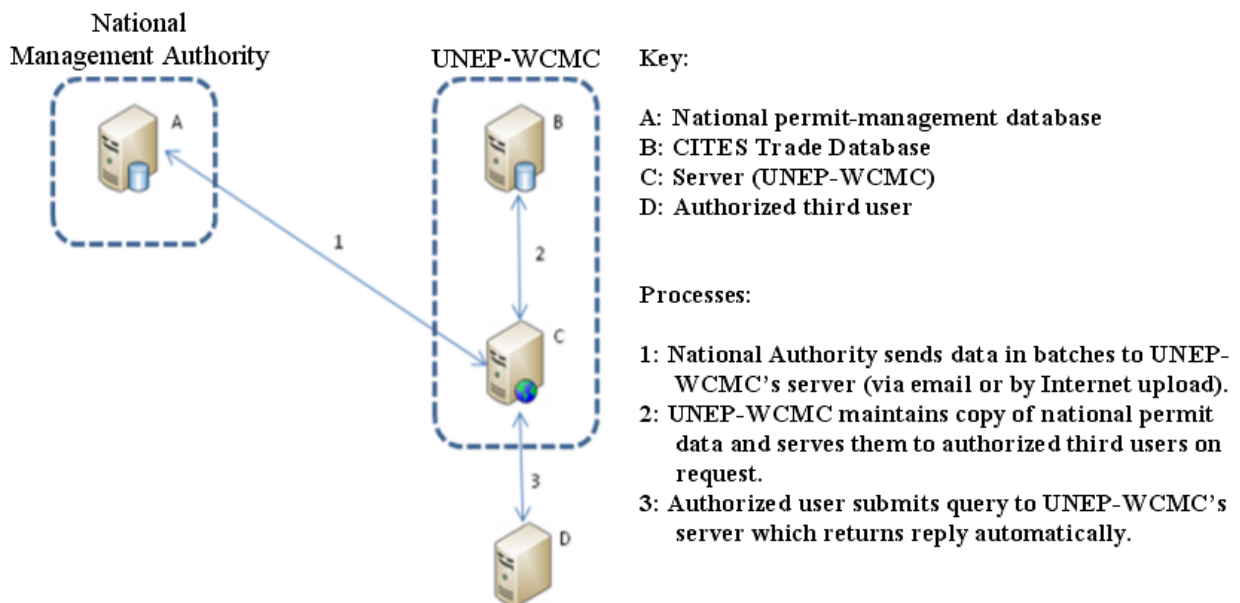 National
Management Authority
UNEP-WCMC
A
B
1
2
C
3
D
Key:
A: National permit-management database
B: CITES Trade Database
C: Server (UNEP-WCMC)
D: Authorized third user
Processes:
1: National Authority sends data in batches to UNEP-
WCMC's server (via email or by Internet upload).
2: UNEP-WCMC maintains copy of national permit
data and serves them to authorized third users on
request.
3: Authorized user submits query to UNEP-WCMC's
server which returns reply automatically.